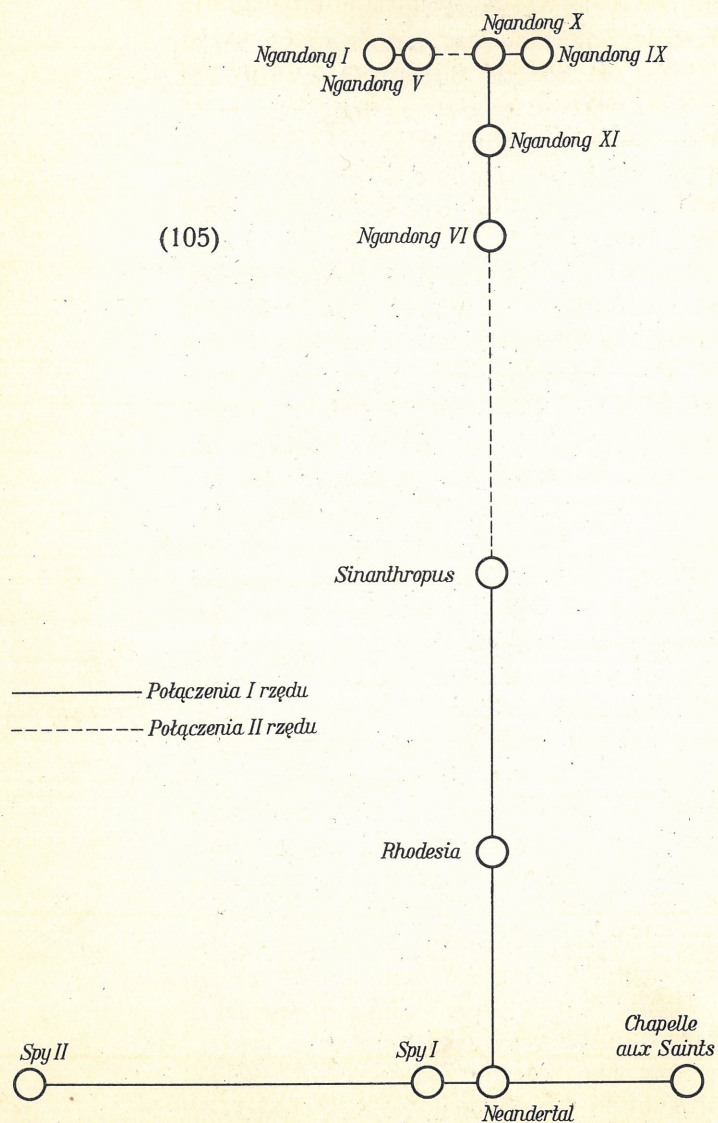 Ngandong X
Ngandong I
Ngandong IX
Ngandong V
Ngandong XI
(105)
Ngandong VI
Sinanthropus
Połączenia I rzędu
Połączenia II rzędu
Rhodesia
Chapelle
aux Saints
Spy II
Spy I
Neandertal